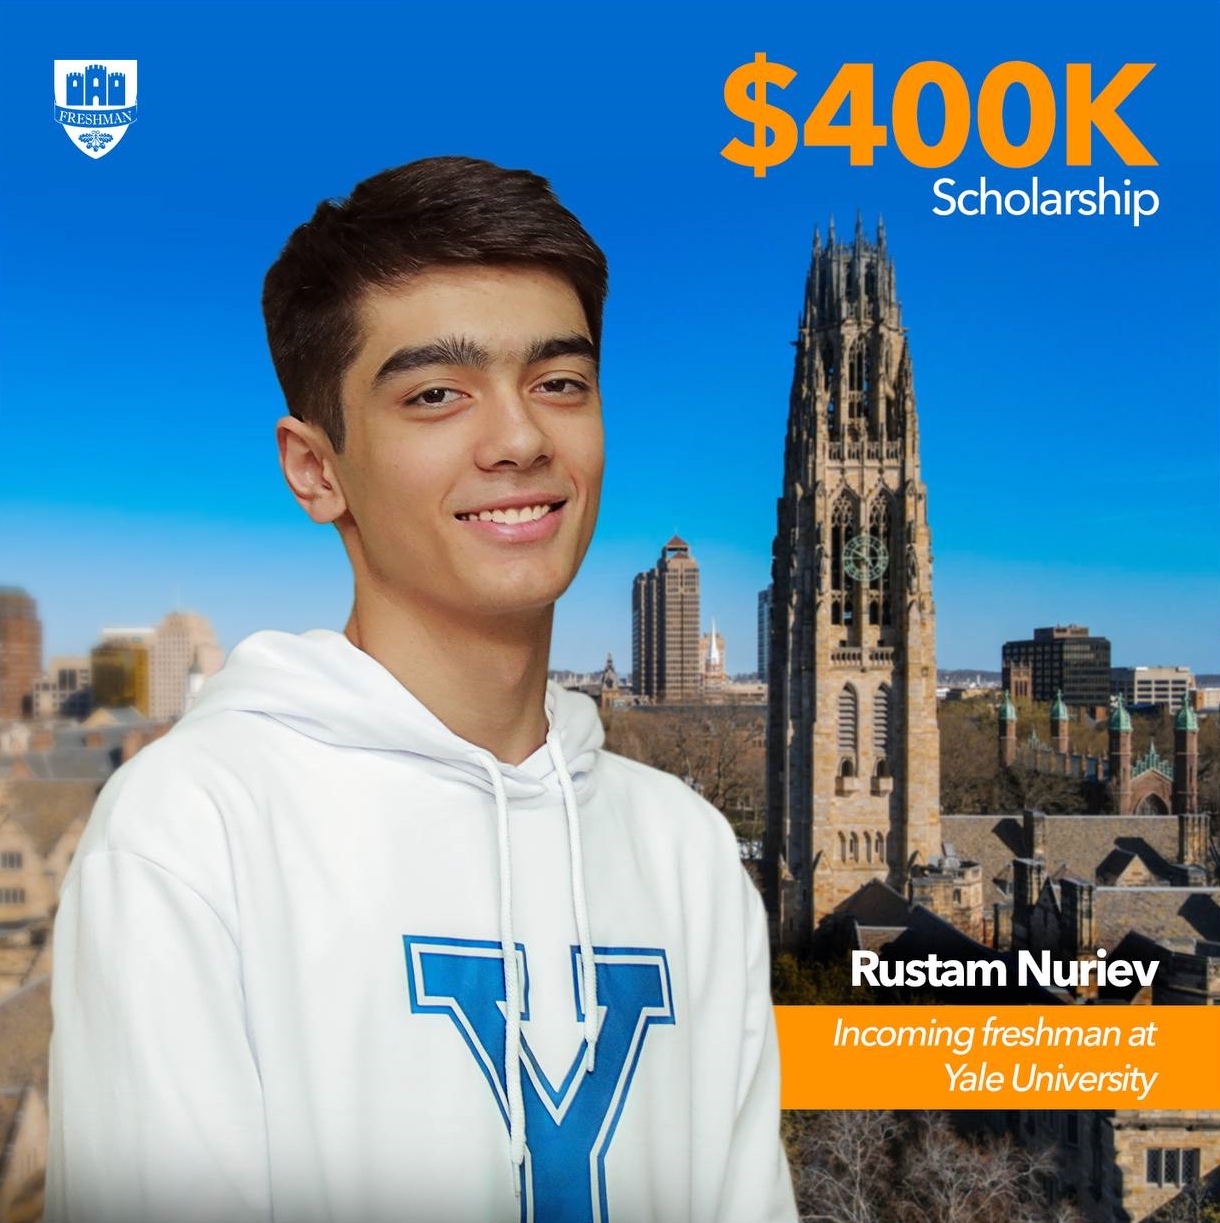 FRESHMAN
$400K
Scholarship
Y
Rustam Nuriev
Incoming freshman at
Yale University